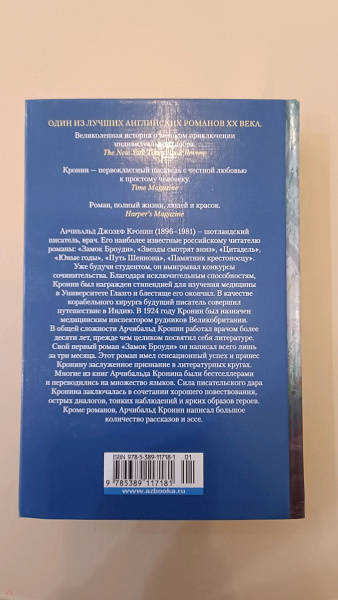 ОДИН ИЗ ЛУЧШИХ АНГЛИЙСКИХ РОМАНОВ XX ВЕКА.
Великолепная история о великом приключении
индивидуального добра.
The New York Times Book Review
Кронин — первоклассный писатель с честной любовью
к простому человеку.
Time Magazine
Роман, полный жизни, людей и красок.
Harper's Magazine
Арчибальд Джозеф Кронин (1896–1981) — шотландский
писатель, врач. Его наиболее известные российскому читателю
романы: «Замок Броуди», «Звезды смотрят вниз», «Цитадель»,
«Юные годы», «Путь Шеннона», «Памятник крестоносцу».
Уже будучи студентом, он выигрывал конкурсы
сочинительства. Благодаря исключительным способностям,
Кронин был награжден стипендией для изучения медицины
в Университете Глазго и блестяще его окончил. В качестве
корабельного хирурга будущий писатель совершил
путешествие в Индию. В 1924 году Кронин был назначен
медицинским инспектором рудников Великобритании.
В общей сложности Арчибальд Кронин работал врачом более
десяти лет, прежде чем целиком посвятил себя литературе.
Свой первый роман «Замок Броуди» он написал всего лишь
за три месяца. Этот роман имел сенсационный успех и принес
Кронину заслуженное признание в литературных кругах.
Многие из книг Арчибальда Кронина были бестселлерами
и переводились на множество языков. Сила писательского дара
Кронина заключалась в сочетании хорошего повествования,
острых диалогов, тонких наблюдений и ярких образов героев.
Кроме романов, Арчибальд Кронин написал большое
количество рассказов и эссе.
ISBN 978-5-389-11718-1 01
9 785389 117181 >
www.azbooka.ru